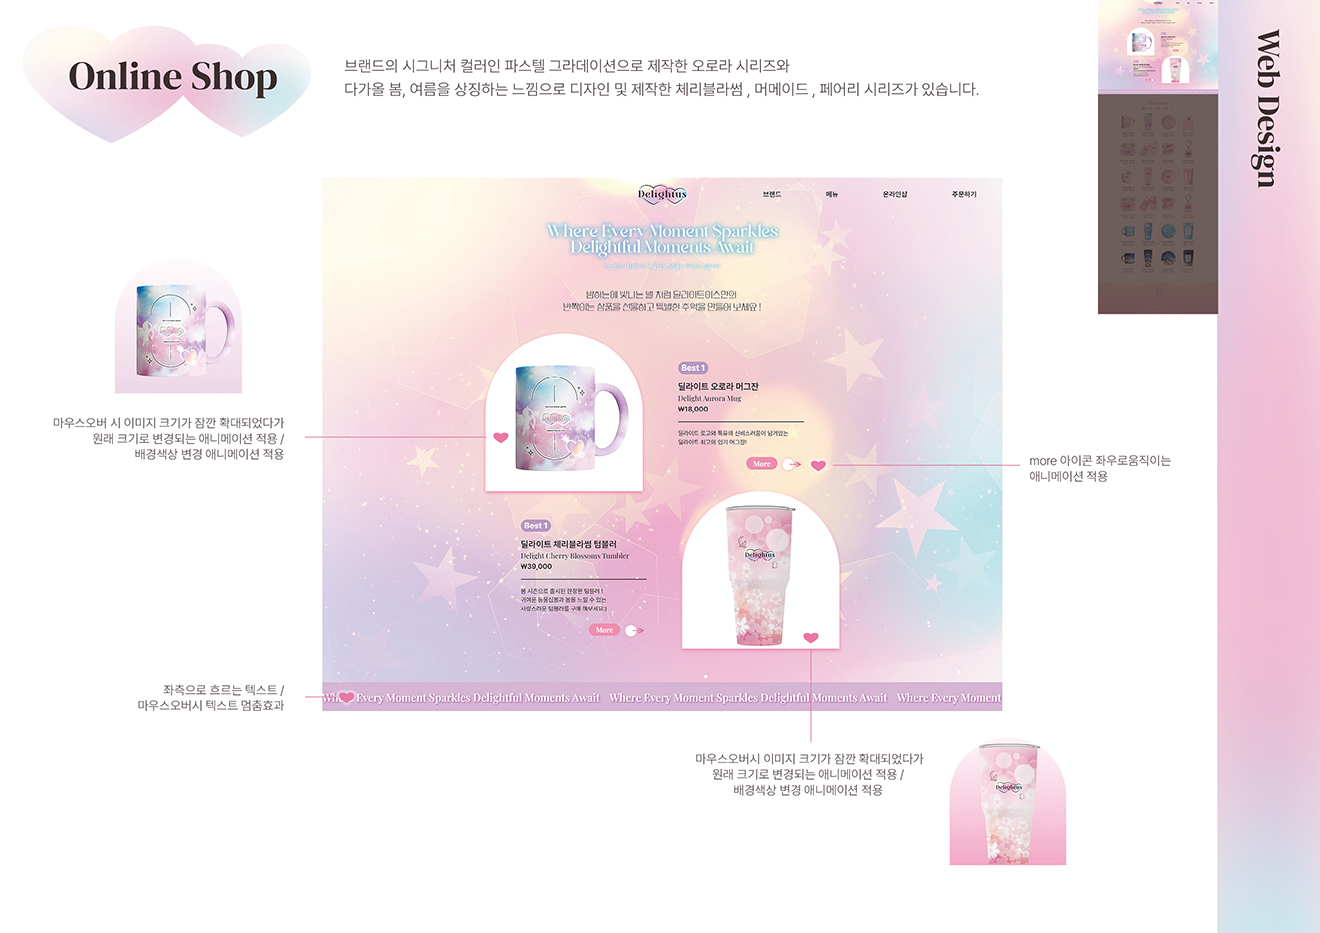 Online Shop
브랜드의 시그니처 컬러인 파스텔 그라데이션으로 제작한 오로라 시리즈와
다가올 봄, 여름을 상징하는 느낌으로 디자인 및 제작한 체리블라썸 , 머메이드 , 페어리 시리즈가 있습니다.
Web Design
Delightus
브랜드
메뉴
온라인샵
주문하기
Where Every Moment Sparkles
Delightful Moments Await
밤하늘에 빛나는 별 처럼 딜라이트어스만의
반짝이는 상품을 선물하고 특별한 추억을 만들어 보세요 !
마우스오버 시 이미지 크기가 잠깐 확대되었다가
원래 크기로 변경되는 애니메이션 적용 /
배경색상 변경 애니메이션 적용
Best 1
딜라이트 오로라 머그잔
Delight Aurora Mug
₩18,000
딜라이트 로고와 특유의 신비스러움이 담겨있는
딜라이트 최고의 인기 머그잔!
More
more 아이콘 좌우로움직이는
애니메이션 적용
Best 1
딜라이트 체리블라썸 텀블러
Delight Cherry Blossoms Tumbler
₩39,000
봄 시즌으로 출시된 한정판 텀블러 !
귀여운 동물심볼과 봄을 느낄 수 있는
사랑스러운 텀블러를 구매 해보세요:)
More
Delightus
좌측으로 흐르는 텍스트 /
마우스오버시 텍스트 멈춤효과
Every Moment Sparkles Delightful Moments Await Where Every Moment Sparkles Delightful Moments Await Where Every Moment
마우스오버시 이미지 크기가 잠깐 확대되었다가
원래 크기로 변경되는 애니메이션 적용 /
배경색상 변경 애니메이션 적용
Delightus